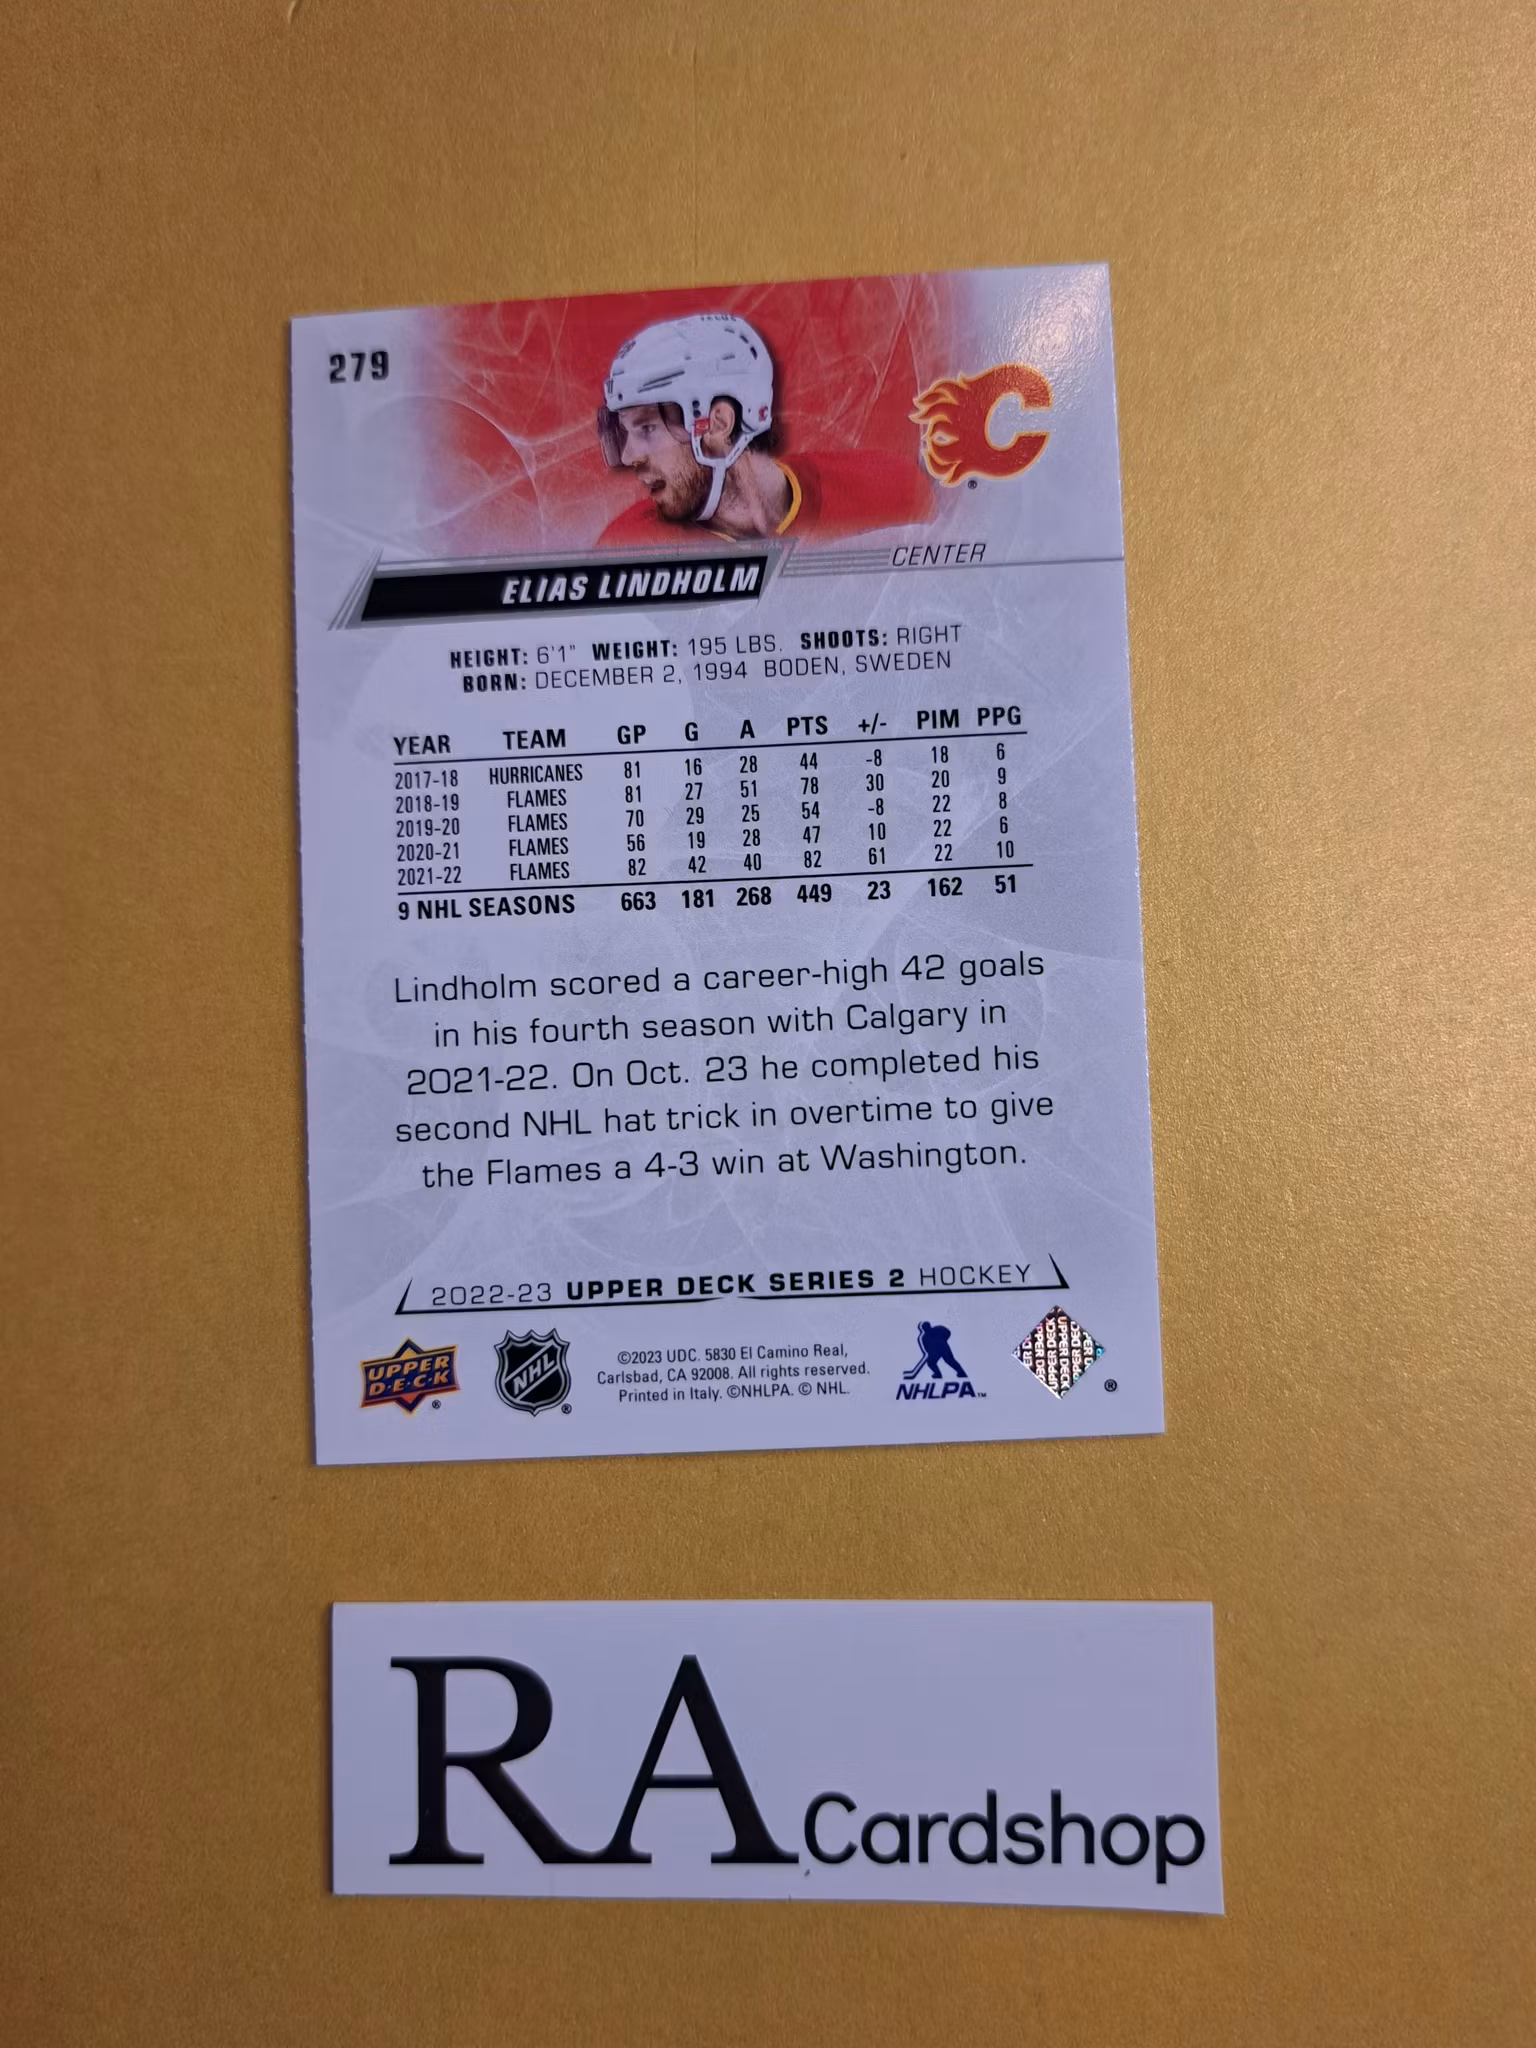 279
C
®
CENTER
ELIAS LINDHOLM
HEIGHT: 6'1" WEIGHT: 195 LBS. SHOOTS: RIGHT
BORN: DECEMBER 2, 1994 BODEN, SWEDEN
YEAR TEAM GP G A PTS +/- PIM PPG
2017-18 HURRICANES 81 16 28 44 -8 18 6
2018-19 FLAMES 81 27 51 78 30 20 9
2019-20 FLAMES 70 29 25 54 -8 22 8
2020-21 FLAMES 56 19 28 47 10 22 6
2021-22 FLAMES 82 42 40 82 61 22 10
9 NHL SEASONS 663 181 268 449 23 162 51
Lindholm scored a career-high 42 goals
in his fourth season with Calgary in
2021-22. On Oct. 23 he completed his
second NHL hat trick in overtime to give
the Flames a 4-3 win at Washington.
2022-23 UPPER DECK SERIES 2 HOCKEY
UPPER
D·E·C·K
®
NHL
®
©2023 UDC. 5830 El Camino Real,
Carlsbad, CA 92008. All rights reserved.
Printed in Italy. ©NHLPA. © NHL.
NHLPA™
UPPER DECK
®
RA Cardshop